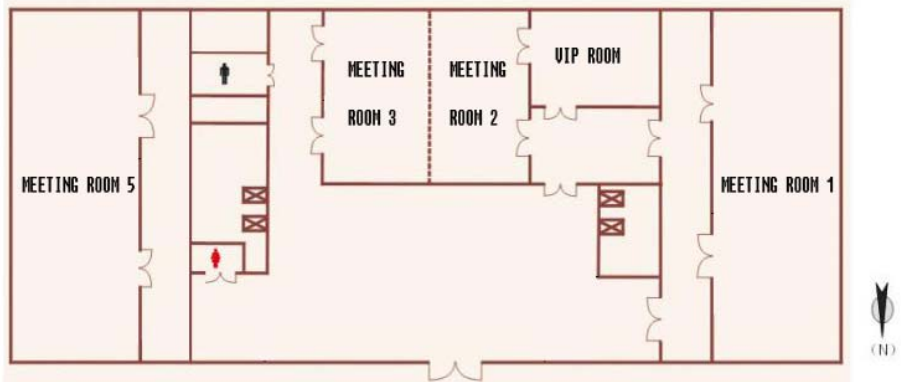 VIP ROOM
MEETING
ROOM 3
MEETING
ROOM 2
MEETING ROOM 5
MEETING ROOM 1
(N)